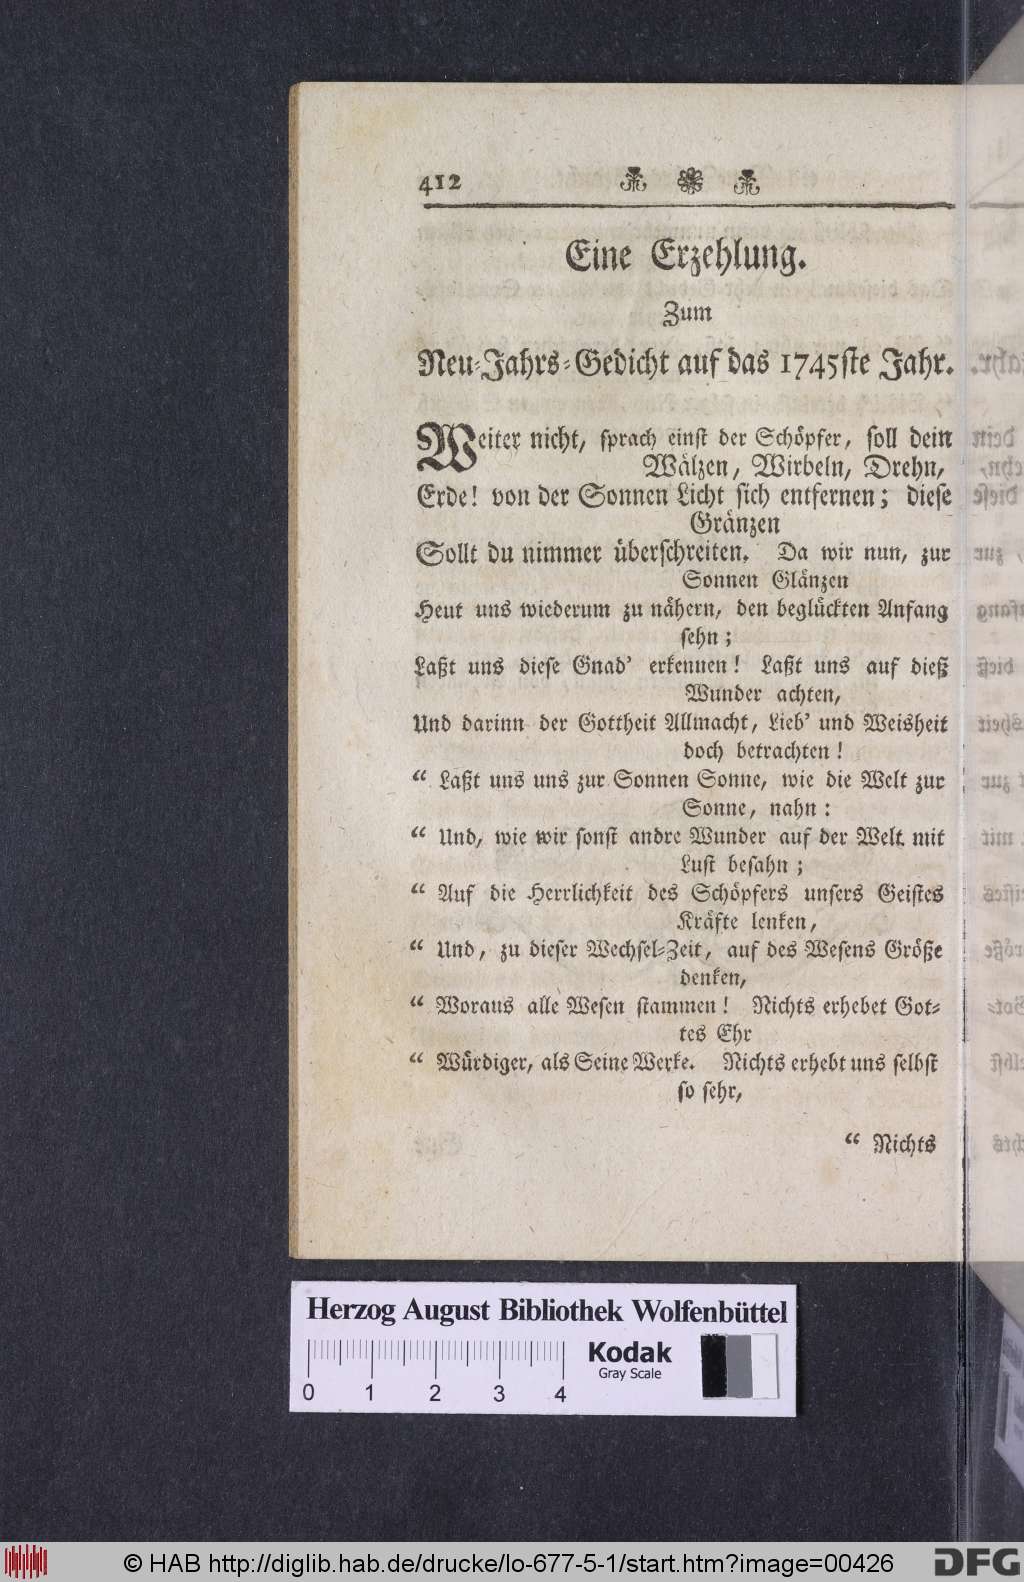 412
Eine Erzehlung.
Zum
Neu-Jahrs-Gedicht auf das 1745ste Jahr.
Weiter nicht, sprach einst der Schöpfer, soll dein
Wälzen, Wirbeln, Drehn,
Erde! von der Sonnen Licht sich entfernen; diese
Gränzen
Sollt du nimmer überschreiten. Da wir nun, zur
Sonnen Glänzen
Heut uns wiederum zu nähern, den beglückten Anfang
sehn;
Laßt uns diese Gnad' erkennen! Laßt uns auf dieß
Wunder achten,
Und darinn der Gottheit Allmacht, Lieb' und Weisheit
doch betrachten!
“ Laßt uns uns zur Sonnen Sonne, wie die Welt zur
Sonne, nahn:
“ Und, wie wir sonst andre Wunder auf der Welt mit
Lust besahn;
“ Auf die Herrlichkeit des Schöpfers unsers Geistes
Kräfte lenken,
“ Und, zu dieser Wechsel-Zeit, auf des Wesens Größe
denken,
“ Woraus alle Wesen stammen! Nichts erhebet Got-
tes Ehr
“ Würdiger, als Seine Werke. Nichts erhebt uns selbst
so sehr,
“ Nichts
Herzog August Bibliothek Wolfenbüttel
Kodak
Gray Scale
0 1 2 3 4
© HAB http://diglib.hab.de/drucke/lo-677-5-1/start.htm?image=00426
DFG